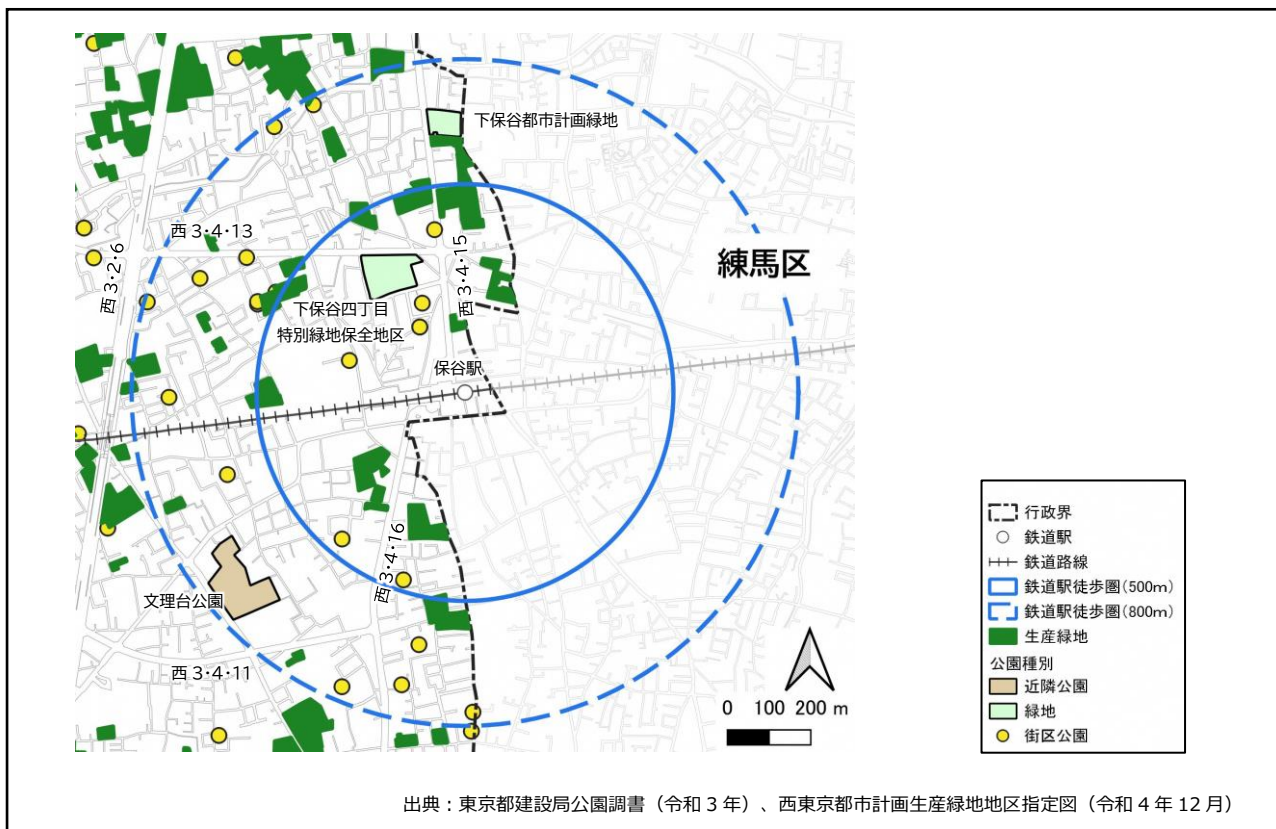 下保谷都市計画緑地
西3・4・13
西3・2・6
西3・4・15
練馬区
下保谷四丁目
特別緑地保全地区
保谷駅
西3・4・16
文理台公園
西3・4・11
0 100 200 m
行政界
鉄道駅
鉄道路線
鉄道駅徒歩圏(500m)
鉄道駅徒歩圏(800m)
生産緑地
公園種別
近隣公園
緑地
街区公園
出典：東京都建設局公園調書（令和3年）、西東京都市計画生産緑地地区指定図（令和4年12月）